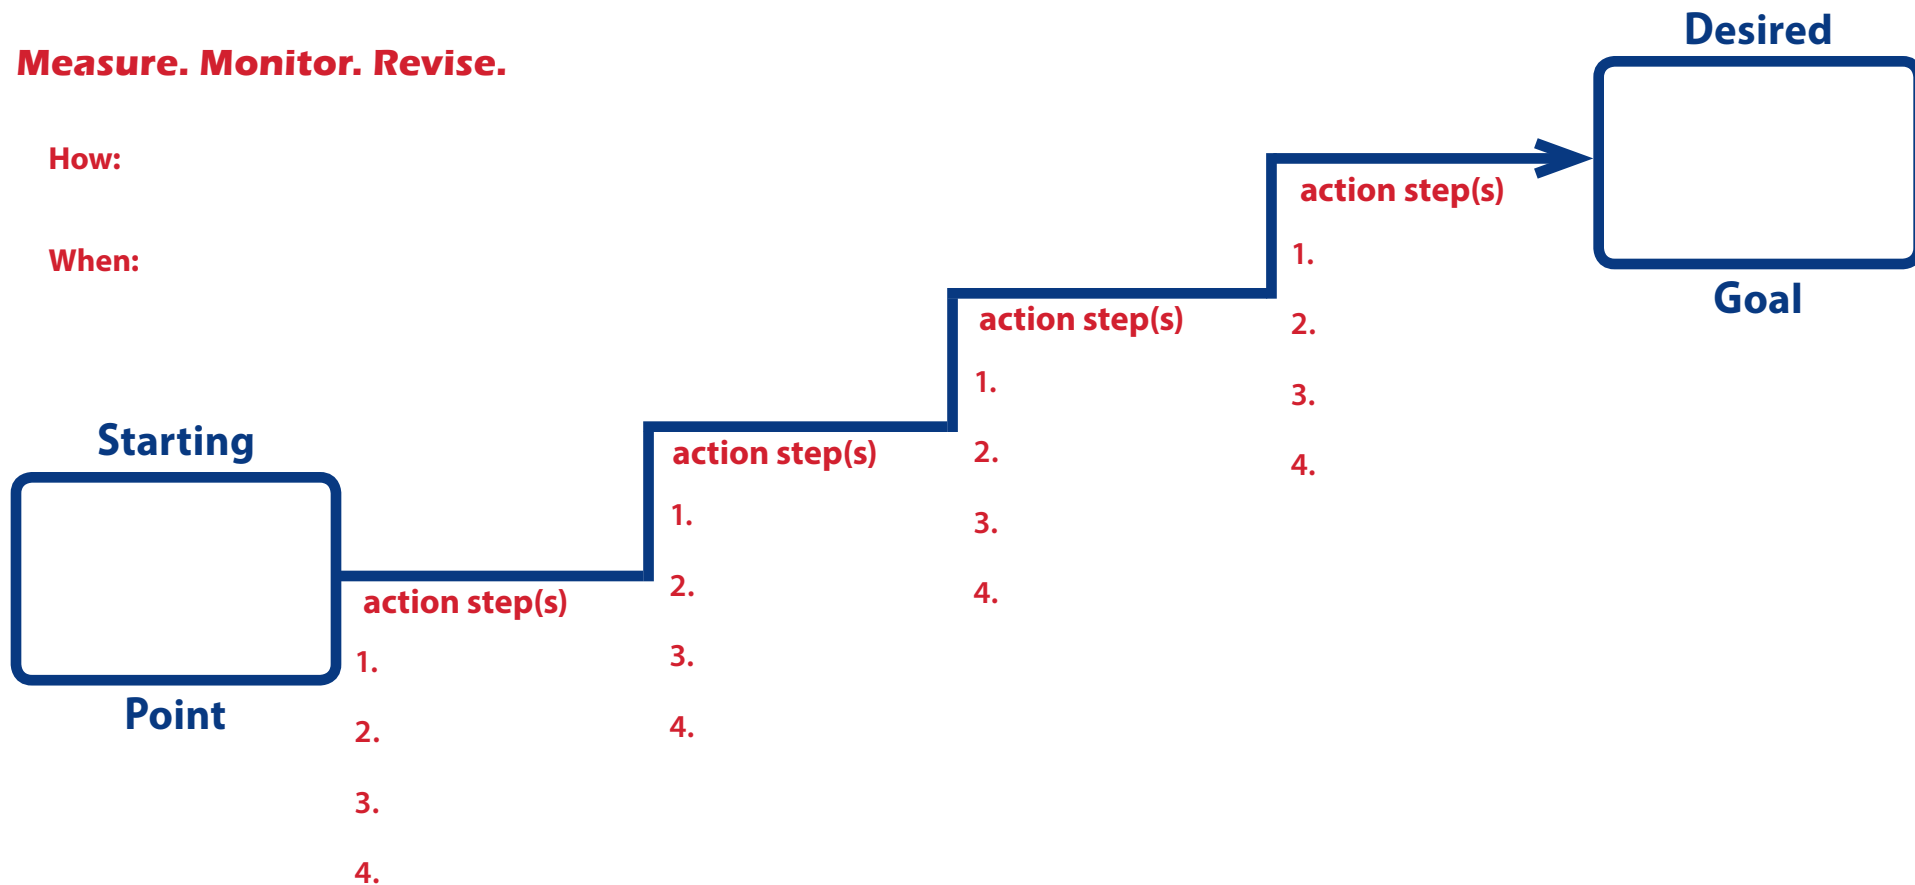 Measure. Monitor. Revise.
How:
When:
Starting
Point
action step(s)
1.
2.
3.
4.
action step(s)
1.
2.
3.
4.
action step(s)
1.
2.
3.
4.
action step(s)
1.
2.
3.
4.
Desired
Goal